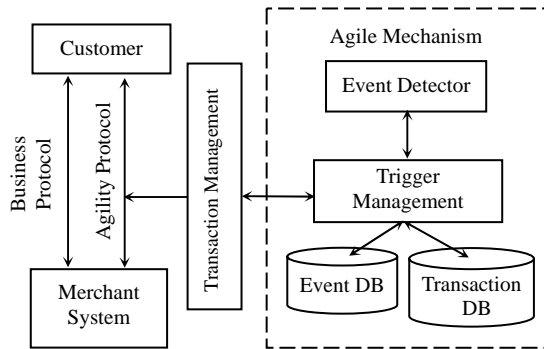 Customer
Business
Protocol
Agility Protocol
Merchant
System
Transaction Management
Agile Mechanism
Event Detector
Trigger
Management
Event DB
Transaction
DB